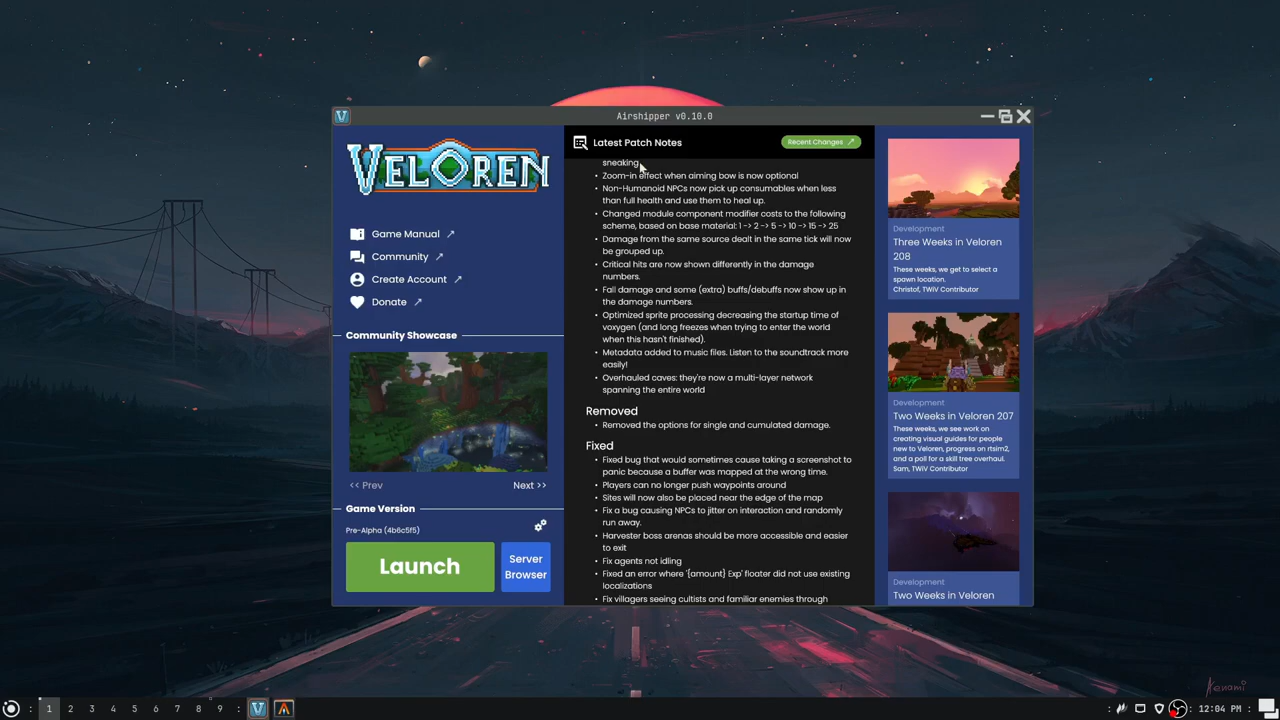 Airshipper v0.10.0
VELOREN
Game Manual
Community
Create Account
Donate
Community Showcase
<< Prev
Next >>
Game Version
Pre-Alpha (4b6c5f5)
Launch
Server
Browser
Latest Patch Notes
Recent Changes
sneaking
• Zoom-in effect when aiming bow is now optional
• Non-Humanoid NPCs now pick up consumables when less
than full health and use them to heal up.
• Changed module component modifier costs to the following
scheme, based on base material: 1 -> 2 -> 5 -> 10 -> 15 -> 25
• Damage from the same source dealt in the same tick will now
be grouped up.
• Critical hits are now shown differently in the damage
numbers.
• Fall damage and some (extra) buffs/debuffs now show up in
the damage numbers.
• Optimized sprite processing decreasing the startup time of
voxygen (and long freezes when trying to enter the world
when this hasn't finished).
• Metadata added to music files. Listen to the soundtrack more
easily!
• Overhauled caves: they're now a multi-layer network
spanning the entire world
Removed
• Removed the options for single and cumulated damage.
Fixed
• Fixed bug that would sometimes cause taking a screenshot to
panic because a buffer was mapped at the wrong time.
• Players can no longer push waypoints around
• Sites will now also be placed near the edge of the map
• Fix a bug causing NPCs to jitter on interaction and randomly
run away.
• Harvester boss arenas should be more accessible and easier
to exit
• Fix agents not idling
• Fixed an error where '{amount} Exp' floater did not use existing
localizations
• Fix villagers seeing cultists and familiar enemies through
Development
Three Weeks in Veloren
208
These weeks, we get to select a
spawn location.
Christof, TWiV Contributor
Development
Two Weeks in Veloren 207
These weeks, we see work on
creating visual guides for people
new to Veloren, progress on rtsim2,
and a poll for a skill tree overhaul.
Sam, TWiV Contributor
Development
Two Weeks in Veloren
Aenami
1 2 3 4 5 6 7 8 9
12:04 PM